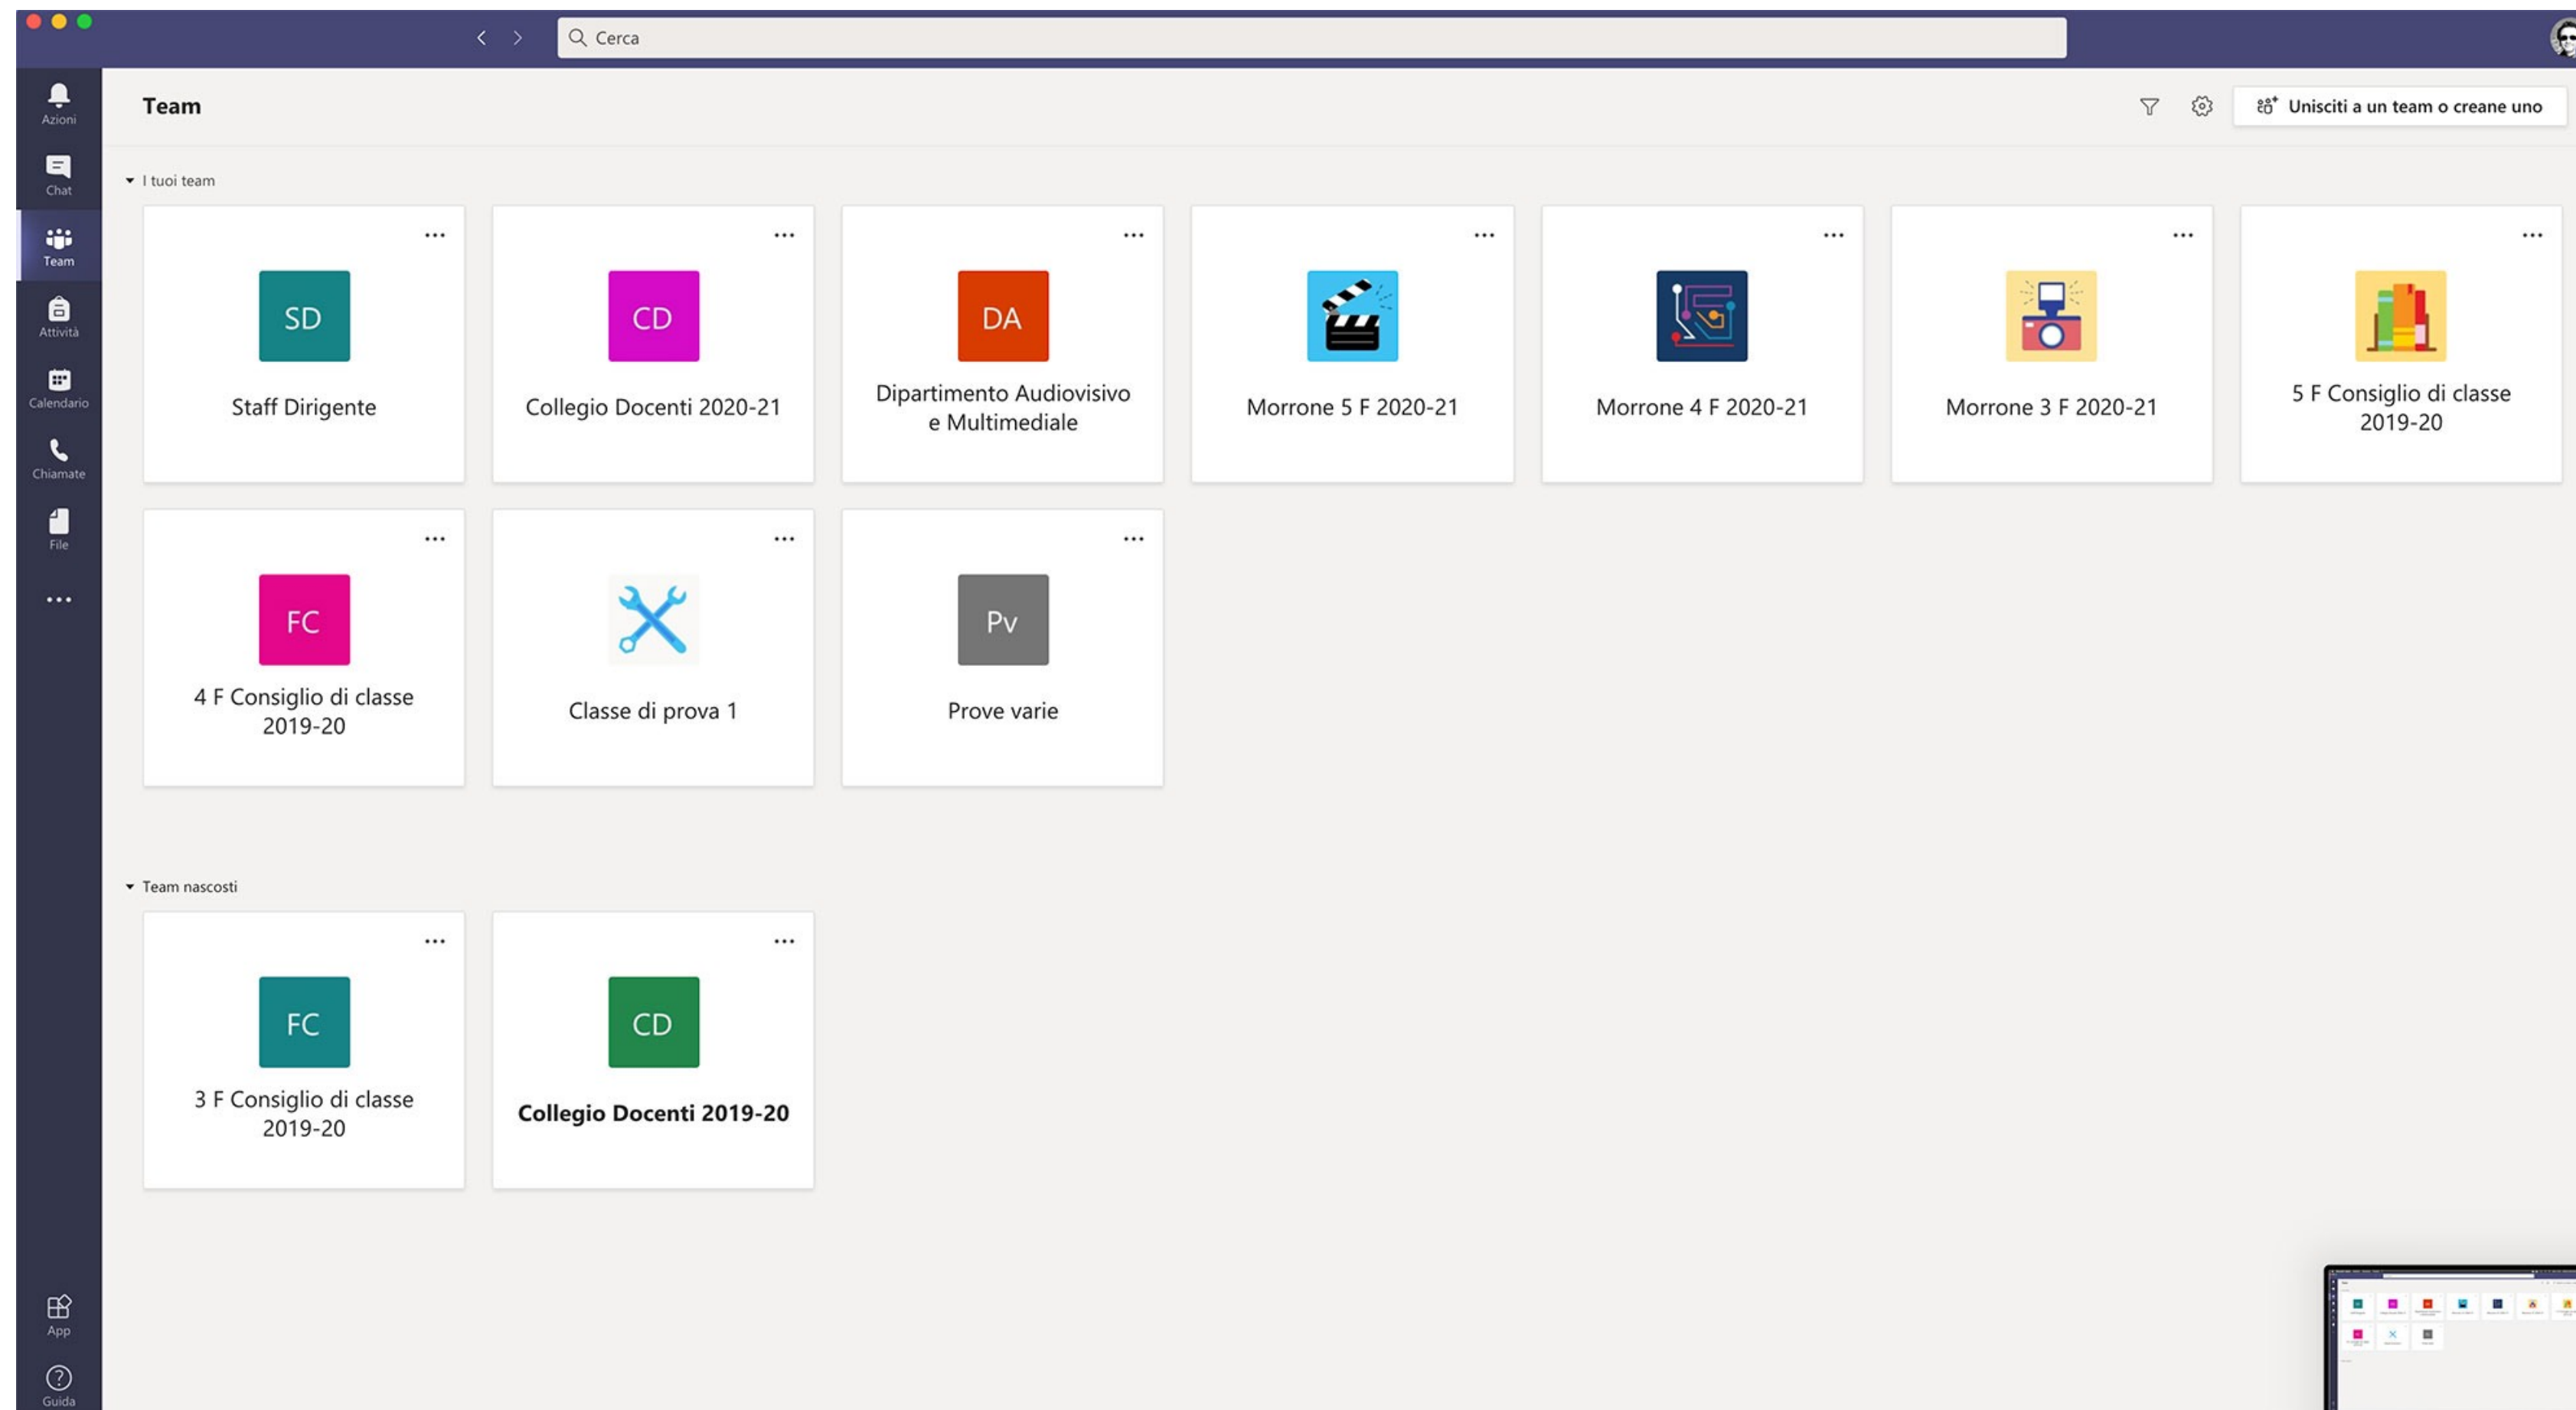 Cerca
Azioni
Chat
Team
Attività
Calendario
Chiamate
File
App
Guida
Team
Unisciti a un team o creane uno
I tuoi team
SD
Staff Dirigente
CD
Collegio Docenti 2020-21
DA
Dipartimento Audiovisivo
e Multimediale
Morrone 5 F 2020-21
Morrone 4 F 2020-21
Morrone 3 F 2020-21
5 F Consiglio di classe
2019-20
FC
4 F Consiglio di classe
2019-20
Classe di prova 1
Pv
Prove varie
Team nascosti
FC
3 F Consiglio di classe
2019-20
CD
Collegio Docenti 2019-20